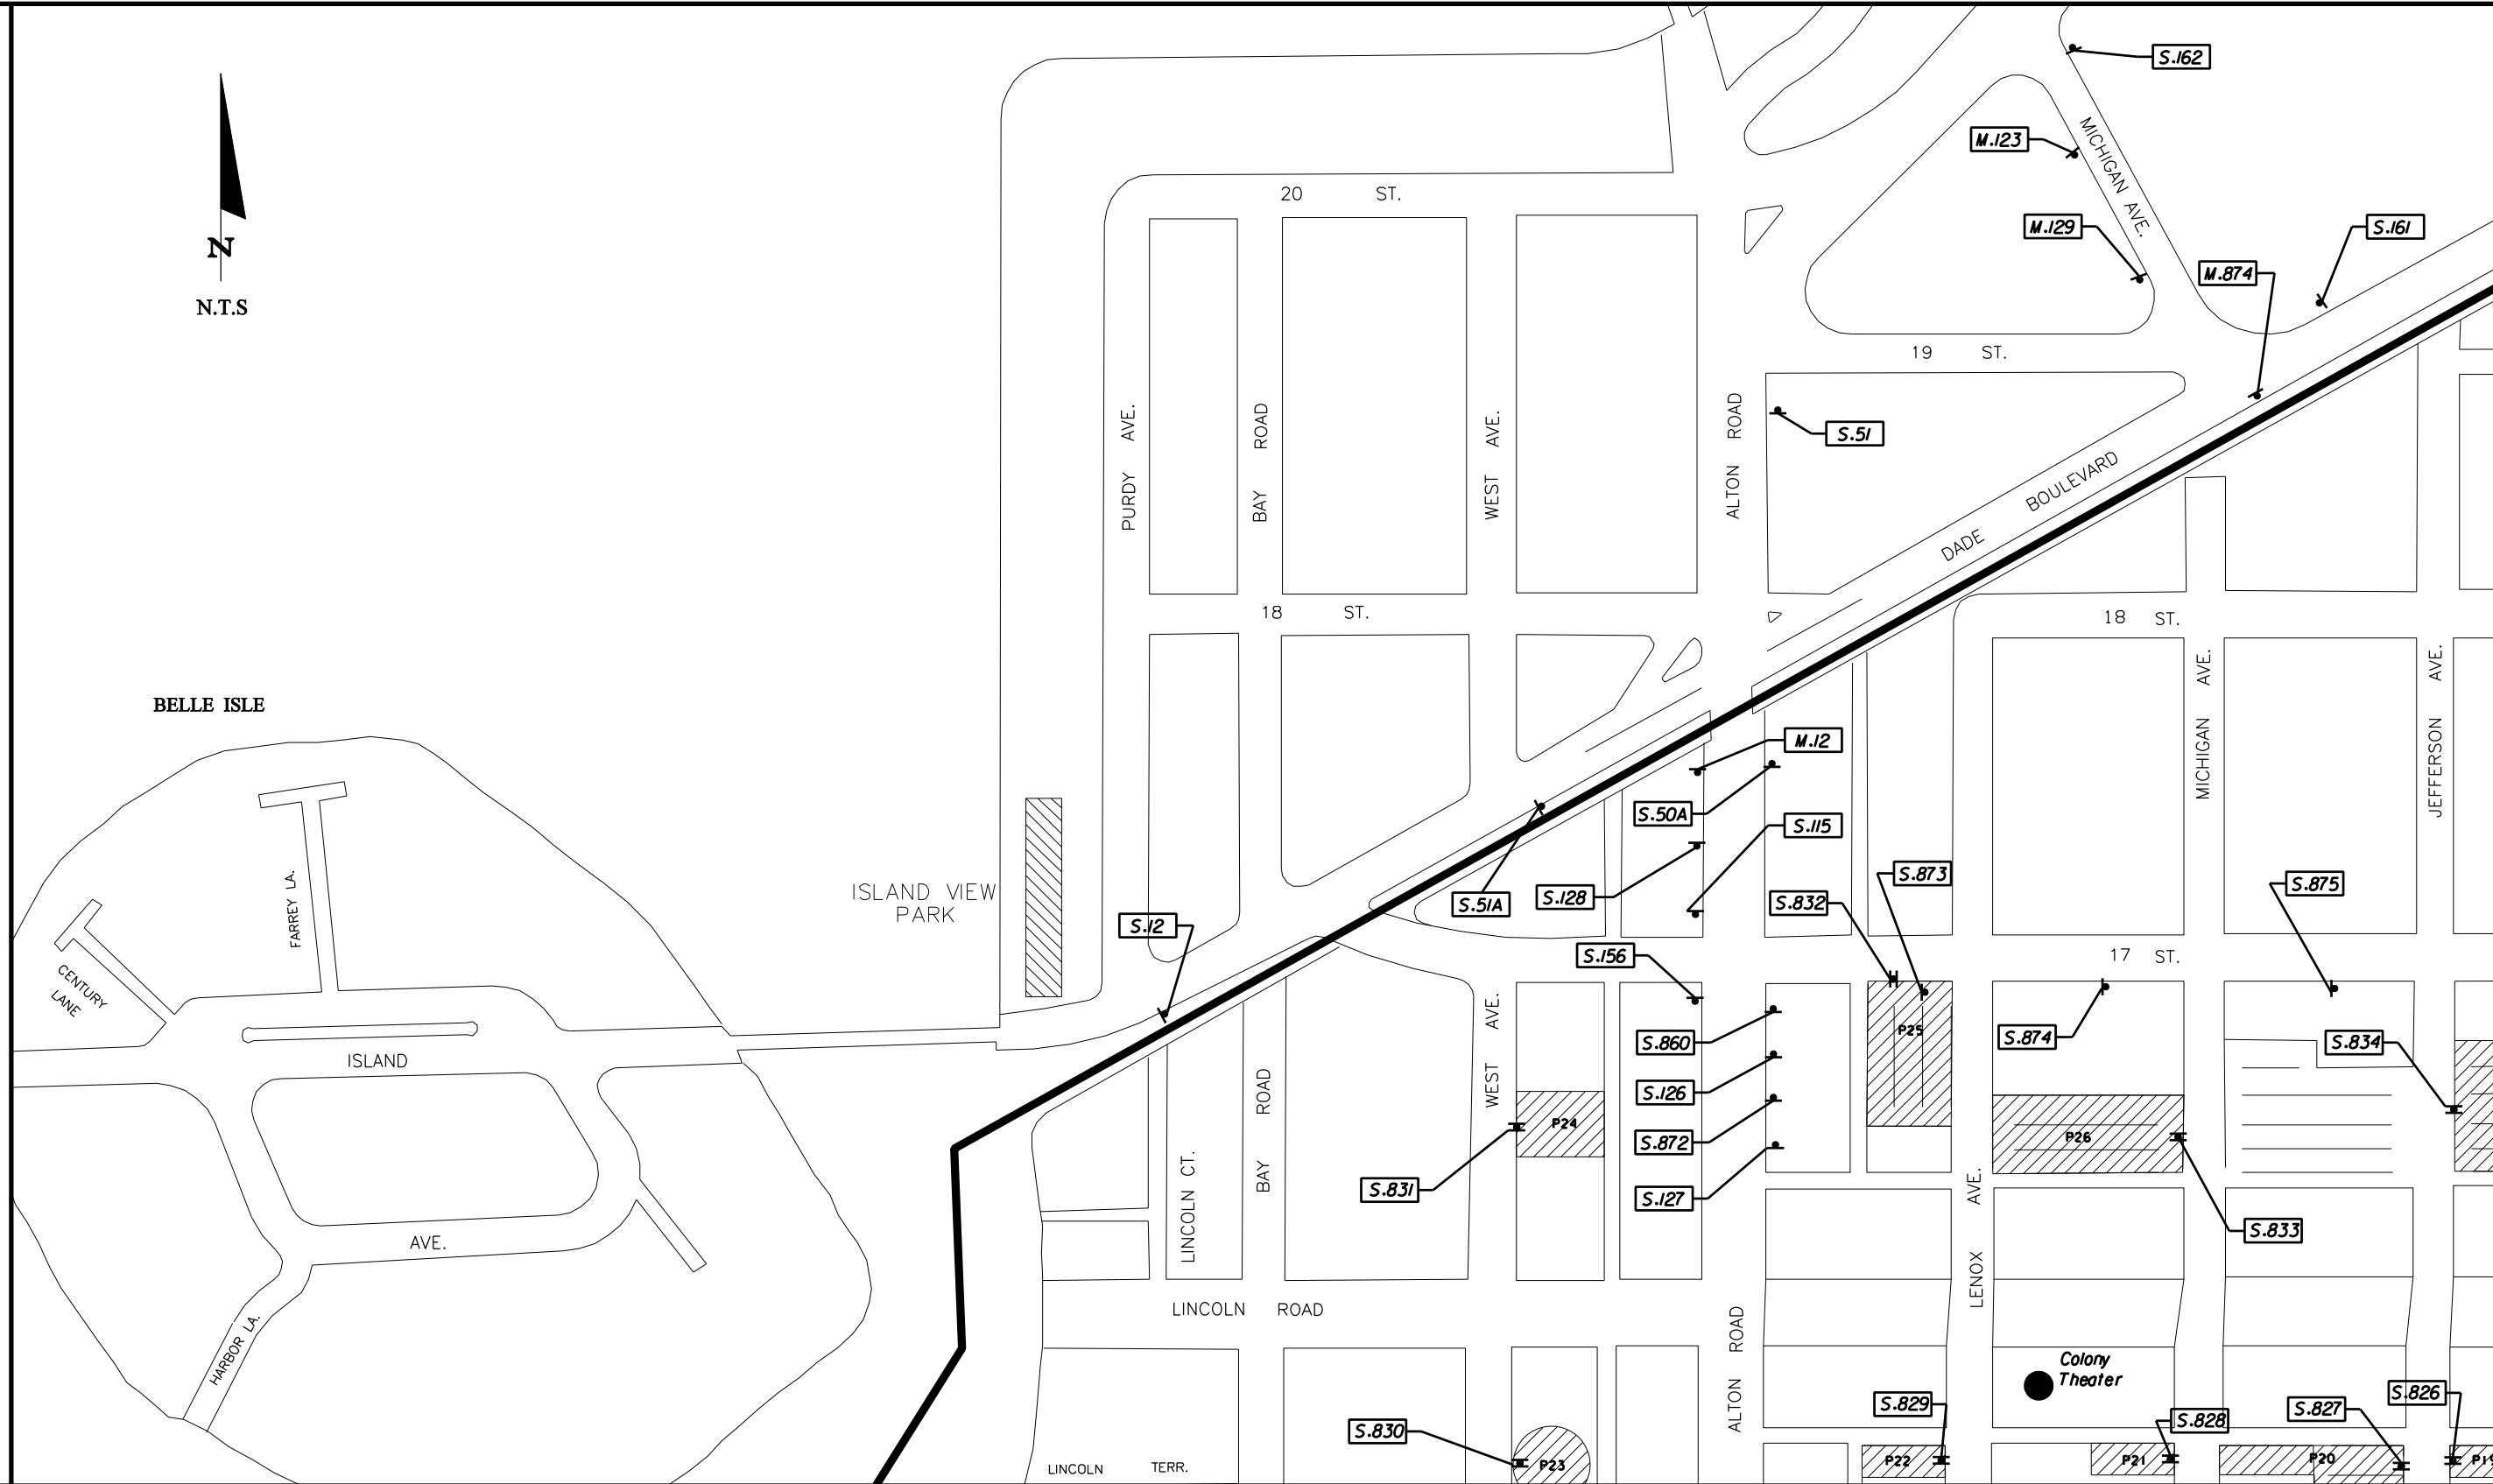 S.162
M.123
MICHIGAN AVE.
20 ST.
M.129
S.161
N
M.874
N.T.S
19 ST.
PURDY AVE.
BAY ROAD
WEST AVE.
ALTON ROAD
S.51
DADE BOULEVARD
18 ST.
18 ST.
BELLE ISLE
MICHIGAN AVE.
JEFFERSON AVE.
M.12
S.50A
S.115
FARREY LA.
ISLAND VIEW
PARK
S.12
S.51A
S.128
S.832
S.873
S.875
CENTURY
LANE
S.156
17 ST.
ISLAND
WEST AVE.
S.860
P25
S.874
S.834
S.126
P24
S.872
P26
LINCOLN CT.
BAY ROAD
S.831
S.127
LENOX AVE.
S.833
AVE.
LINCOLN ROAD
HARBOR LA.
ALTON ROAD
Colony
Theater
S.829
S.826
S.830
S.828
S.827
LINCOLN TERR.
P23
P22
P21
P20